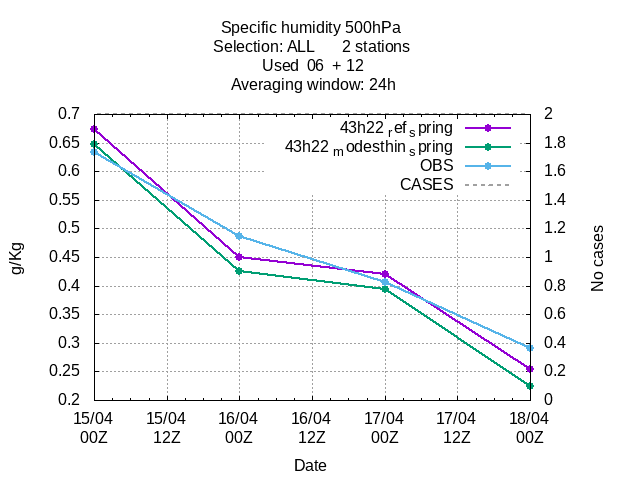 Specific humidity 500hPa
Selection: ALL 2 stations
Used 06 + 12
Averaging window: 24h
0.7
0.65
0.6
0.55
0.5
0.45
0.4
0.35
0.3
0.25
0.2
g/Kg
43h22 refspring
43h22 modesthinspring
OBS
CASES
2
1.8
1.6
1.4
1.2
1
0.8
0.6
0.4
0.2
0
No cases
15/04 15/04 16/04 16/04 17/04 17/04 18/04
00Z 12Z 00Z 12Z 00Z 12Z 00Z
Date